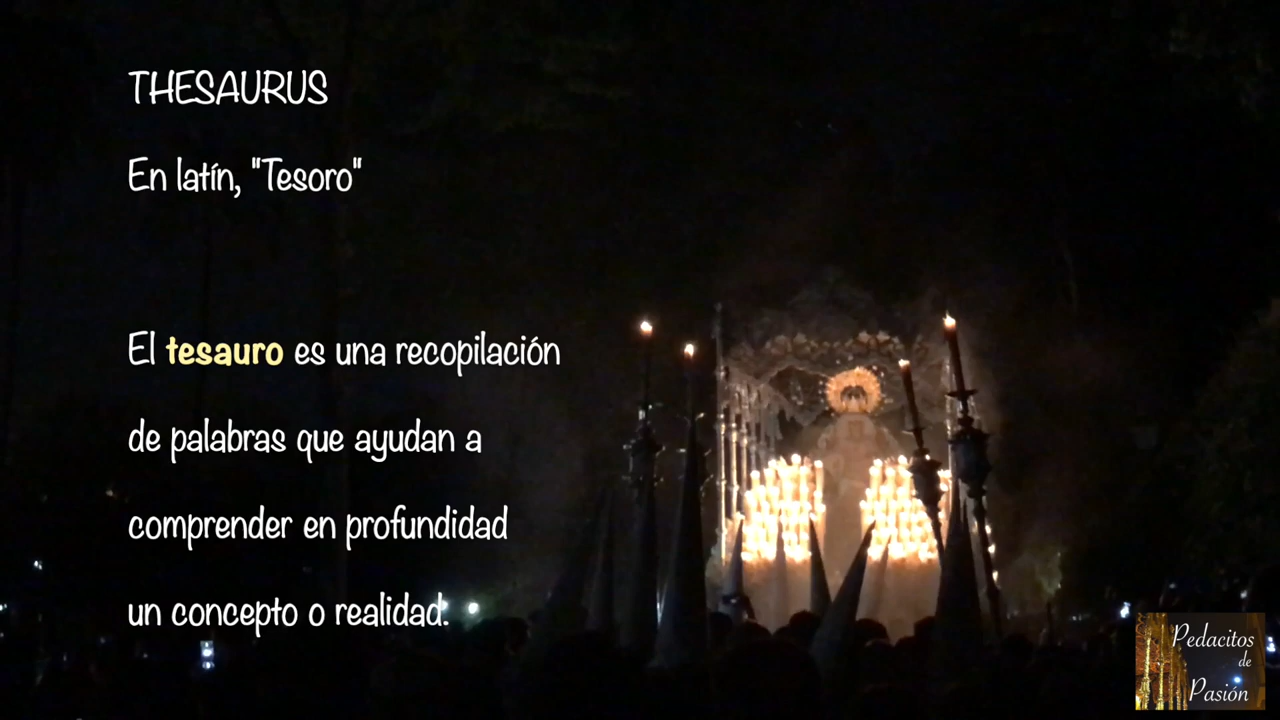 THESAURUS
En latín, "Tesoro"
El tesauro es una recopilación
de palabras que ayudan a
comprender en profundidad
un concepto o realidad.
Pedacitos
de
Pasión